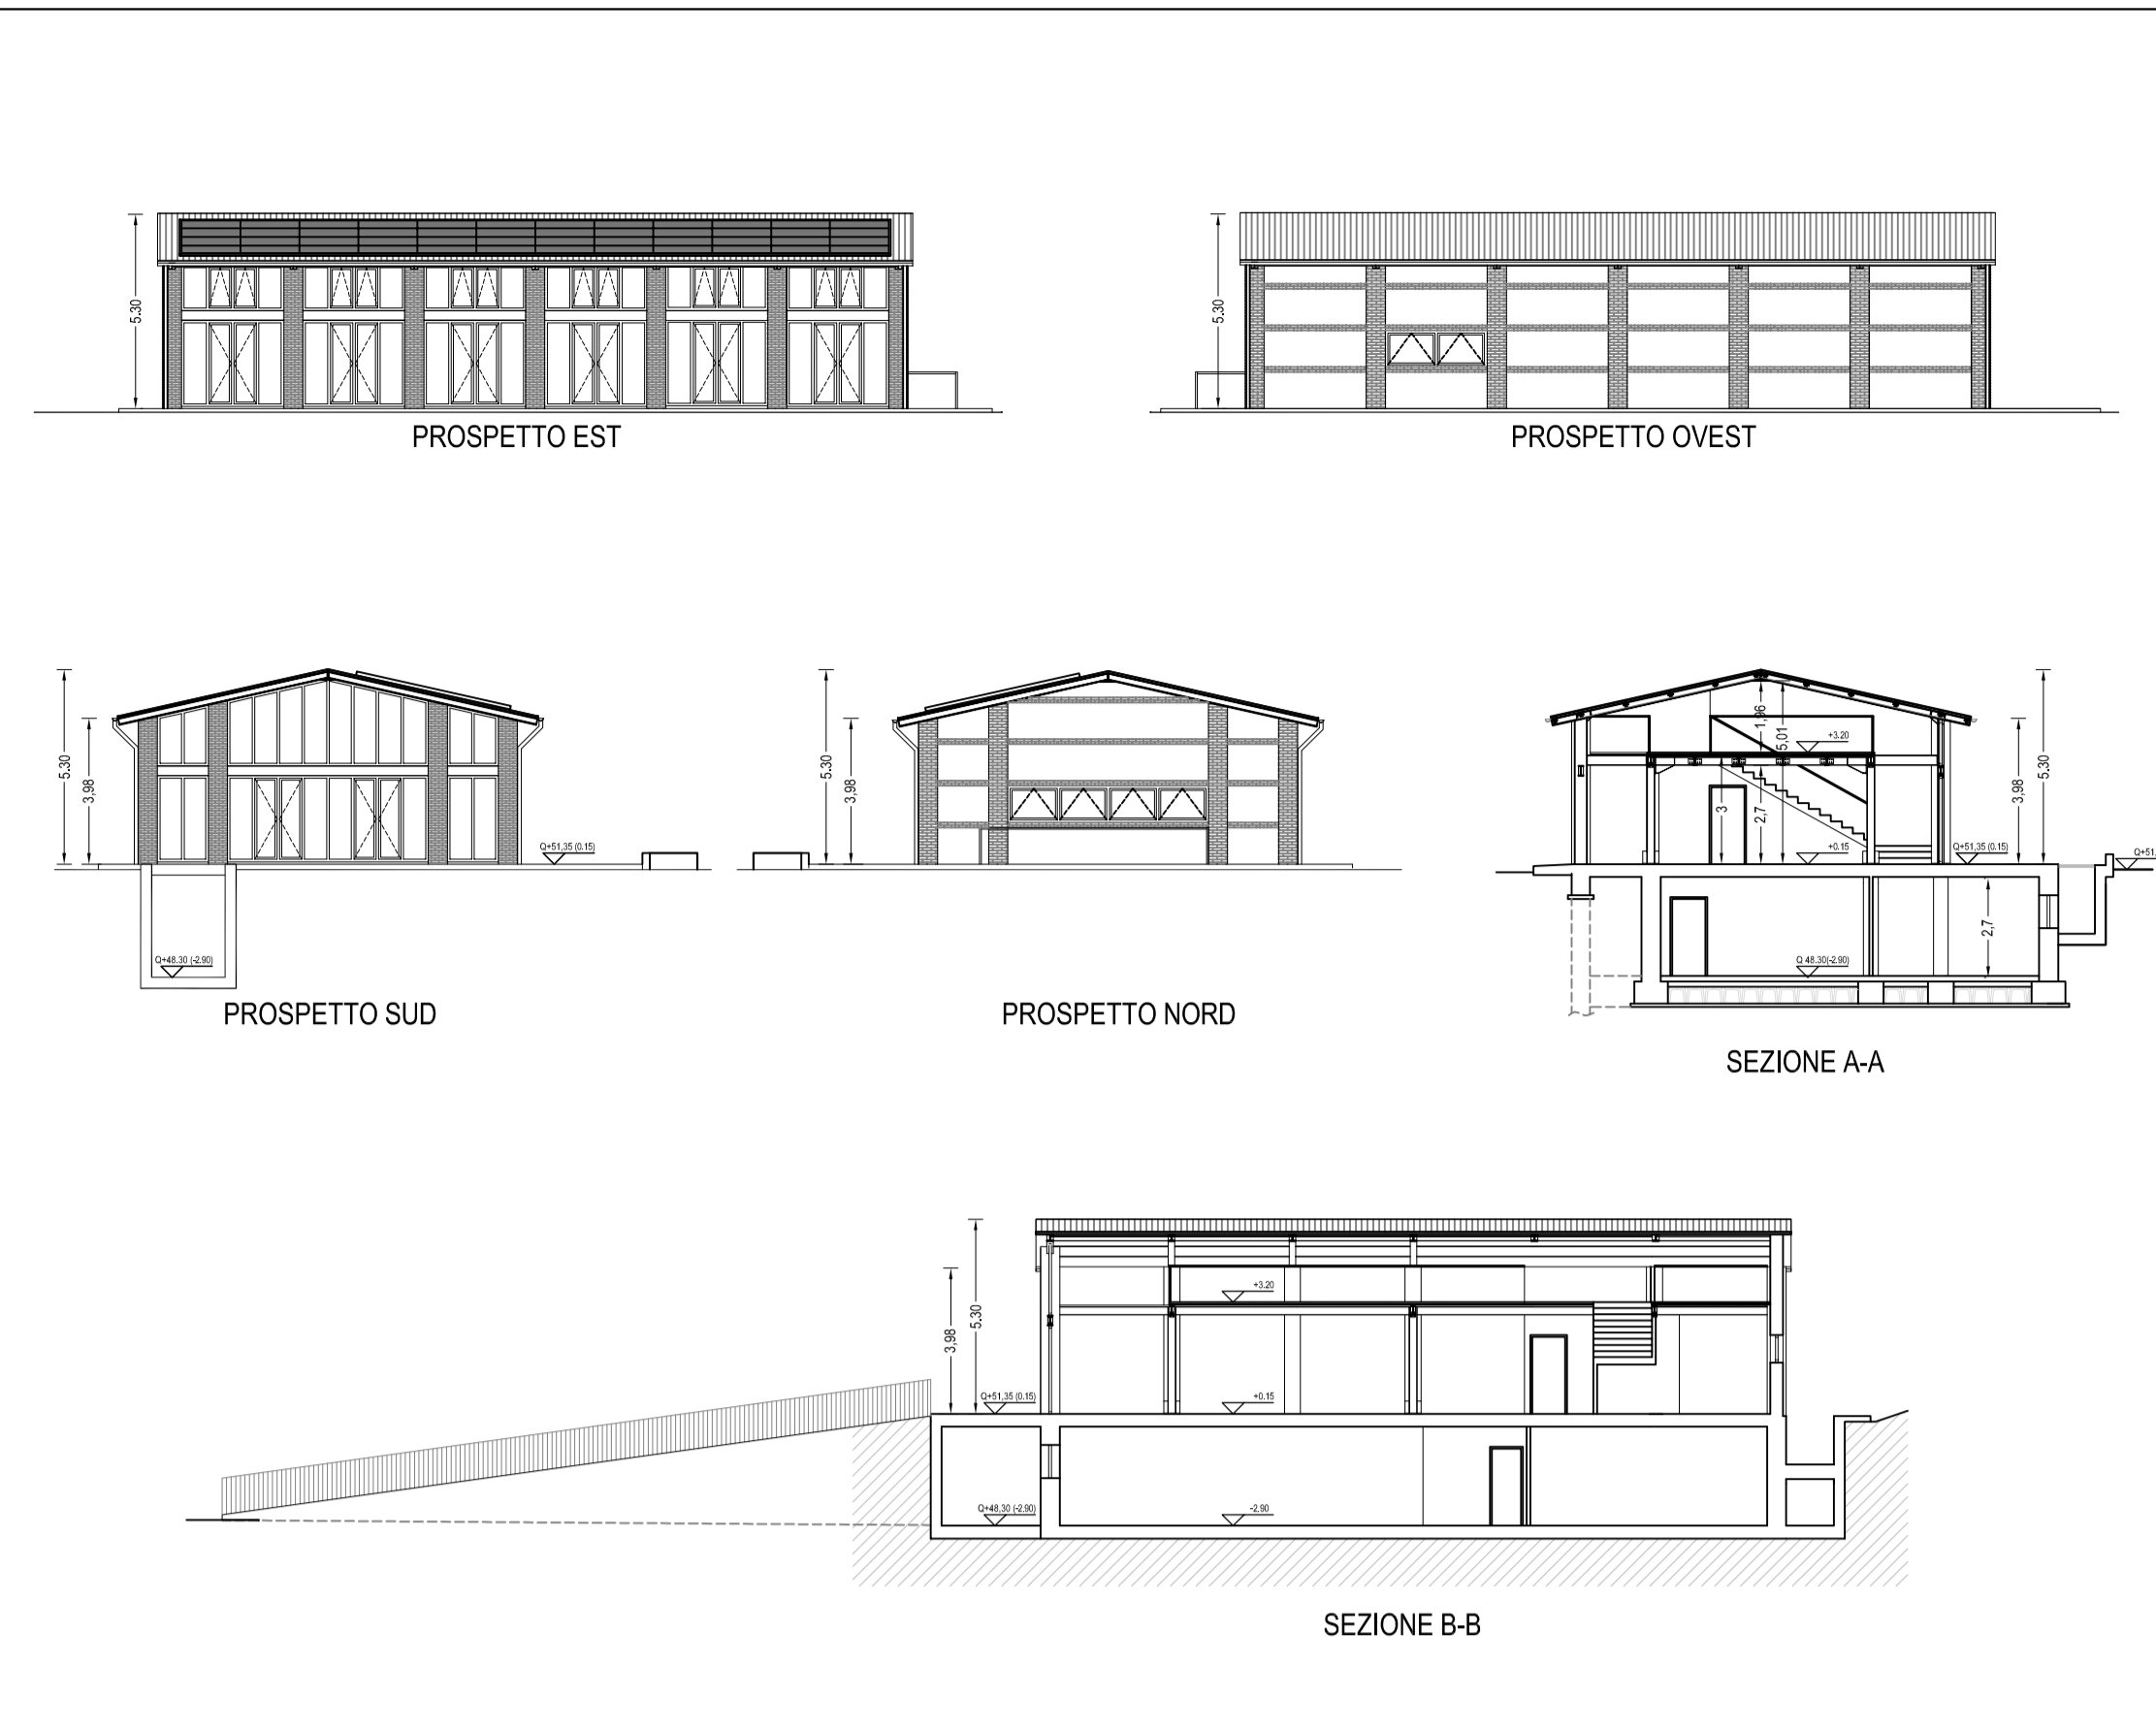 5.30
5.30
PROSPETTO EST
PROSPETTO OVEST
5.30
3,98
Q+51,35 (0.15)
Q+48.30 (-2.90)
PROSPETTO SUD
5.30
3,98
PROSPETTO NORD
1,96
5,01
+3.20
3
2,7
+0.15
Q+51,35 (0.15)
3,98
5.30
Q+51,
2,7
Q 48.30(-2.90)
SEZIONE A-A
3,98
5.30
+3.20
Q+51,35 (0.15)
+0.15
Q+48,30 (-2.90)
-2.90
SEZIONE B-B